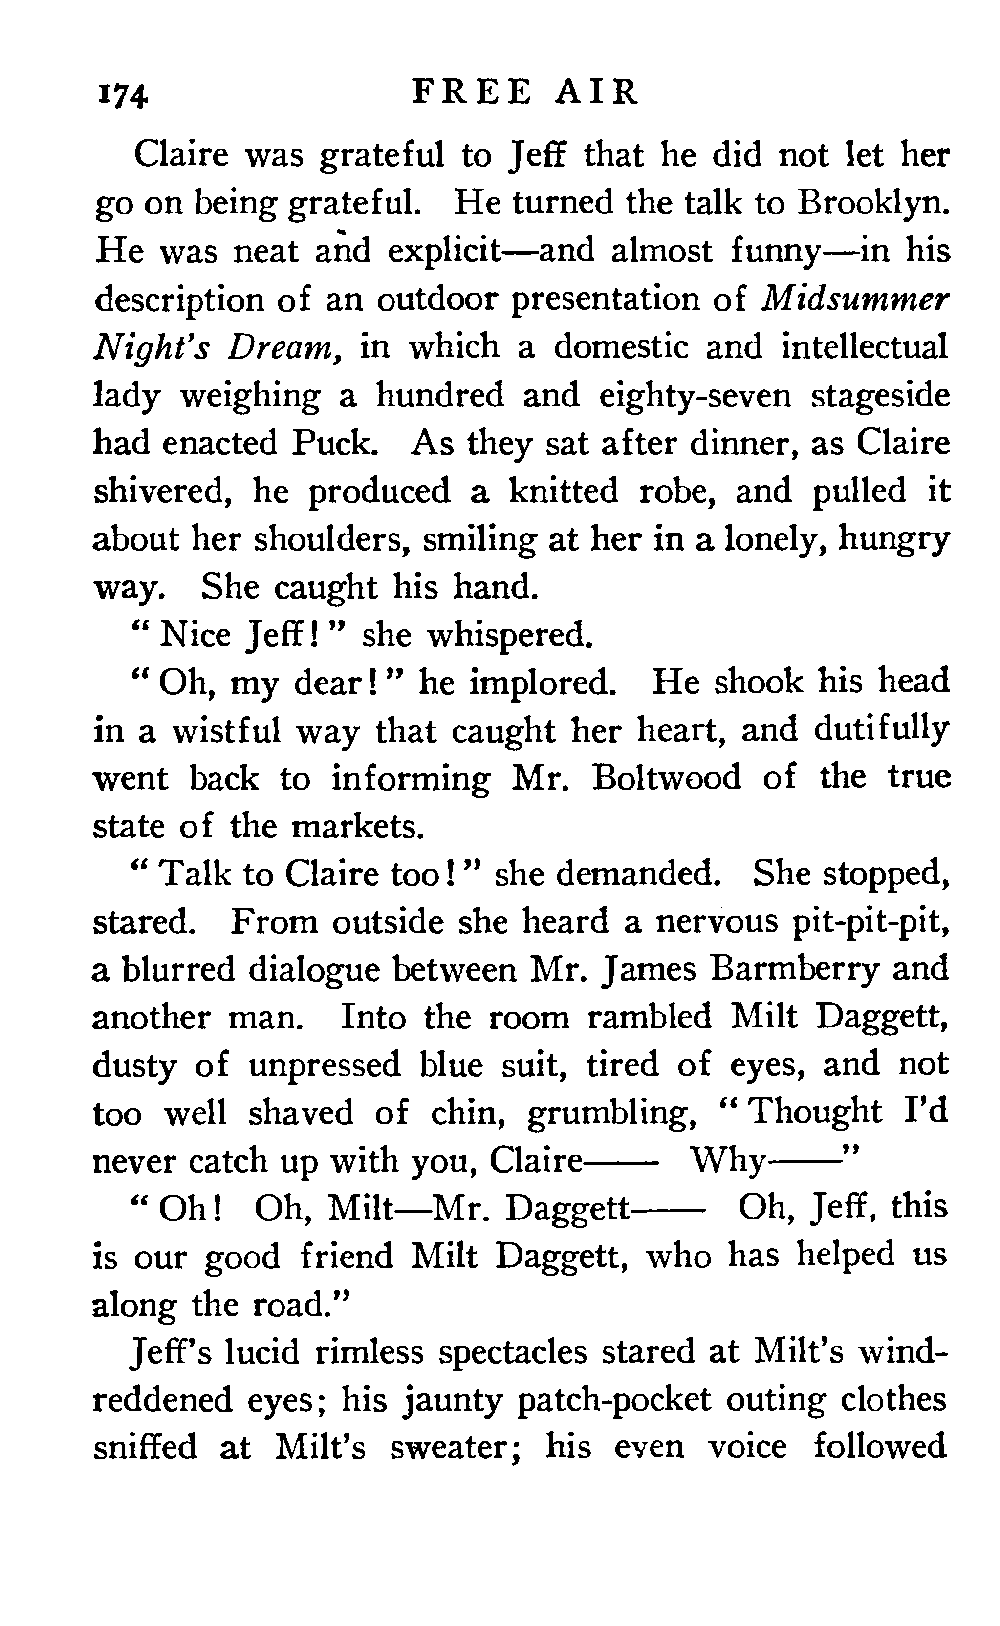 174 FREE AIR
Claire was grateful to Jeff that he did not let her
go on being grateful. He turned the talk to Brooklyn.
He was neat and explicit—and almost funny—in his
description of an outdoor presentation of Midsummer
Night's Dream, in which a domestic and intellectual
lady weighing a hundred and eighty-seven stageside
had enacted Puck. As they sat after dinner, as Claire
shivered, he produced a knitted robe, and pulled it
about her shoulders, smiling at her in a lonely, hungry
way. She caught his hand.
“ Nice Jeff! ” she whispered.
“ Oh, my dear! ” he implored. He shook his head
in a wistful way that caught her heart, and dutifully
went back to informing Mr. Boltwood of the true
state of the markets.
“ Talk to Claire too! ” she demanded. She stopped,
stared. From outside she heard a nervous pit-pit-pit,
a blurred dialogue between Mr. James Barmberry and
another man. Into the room rambled Milt Daggett,
dusty of unpressed blue suit, tired of eyes, and not
too well shaved of chin, grumbling, “ Thought I'd
never catch up with you, Claire—— Why——”
“ Oh! Oh, Milt—Mr. Daggett—— Oh, Jeff, this
is our good friend Milt Daggett, who has helped us
along the road.”
Jeff's lucid rimless spectacles stared at Milt's wind-
reddened eyes; his jaunty patch-pocket outing clothes
sniffed at Milt's sweater; his even voice followed